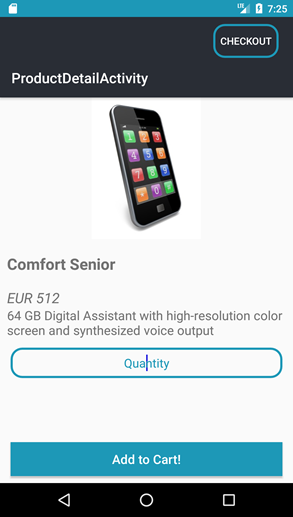 7:25
CHECKOUT
ProductDetailActivity
Comfort Senior
EUR 512
64 GB Digital Assistant with high-resolution color
screen and synthesized voice output
Quantity
Add to Cart!